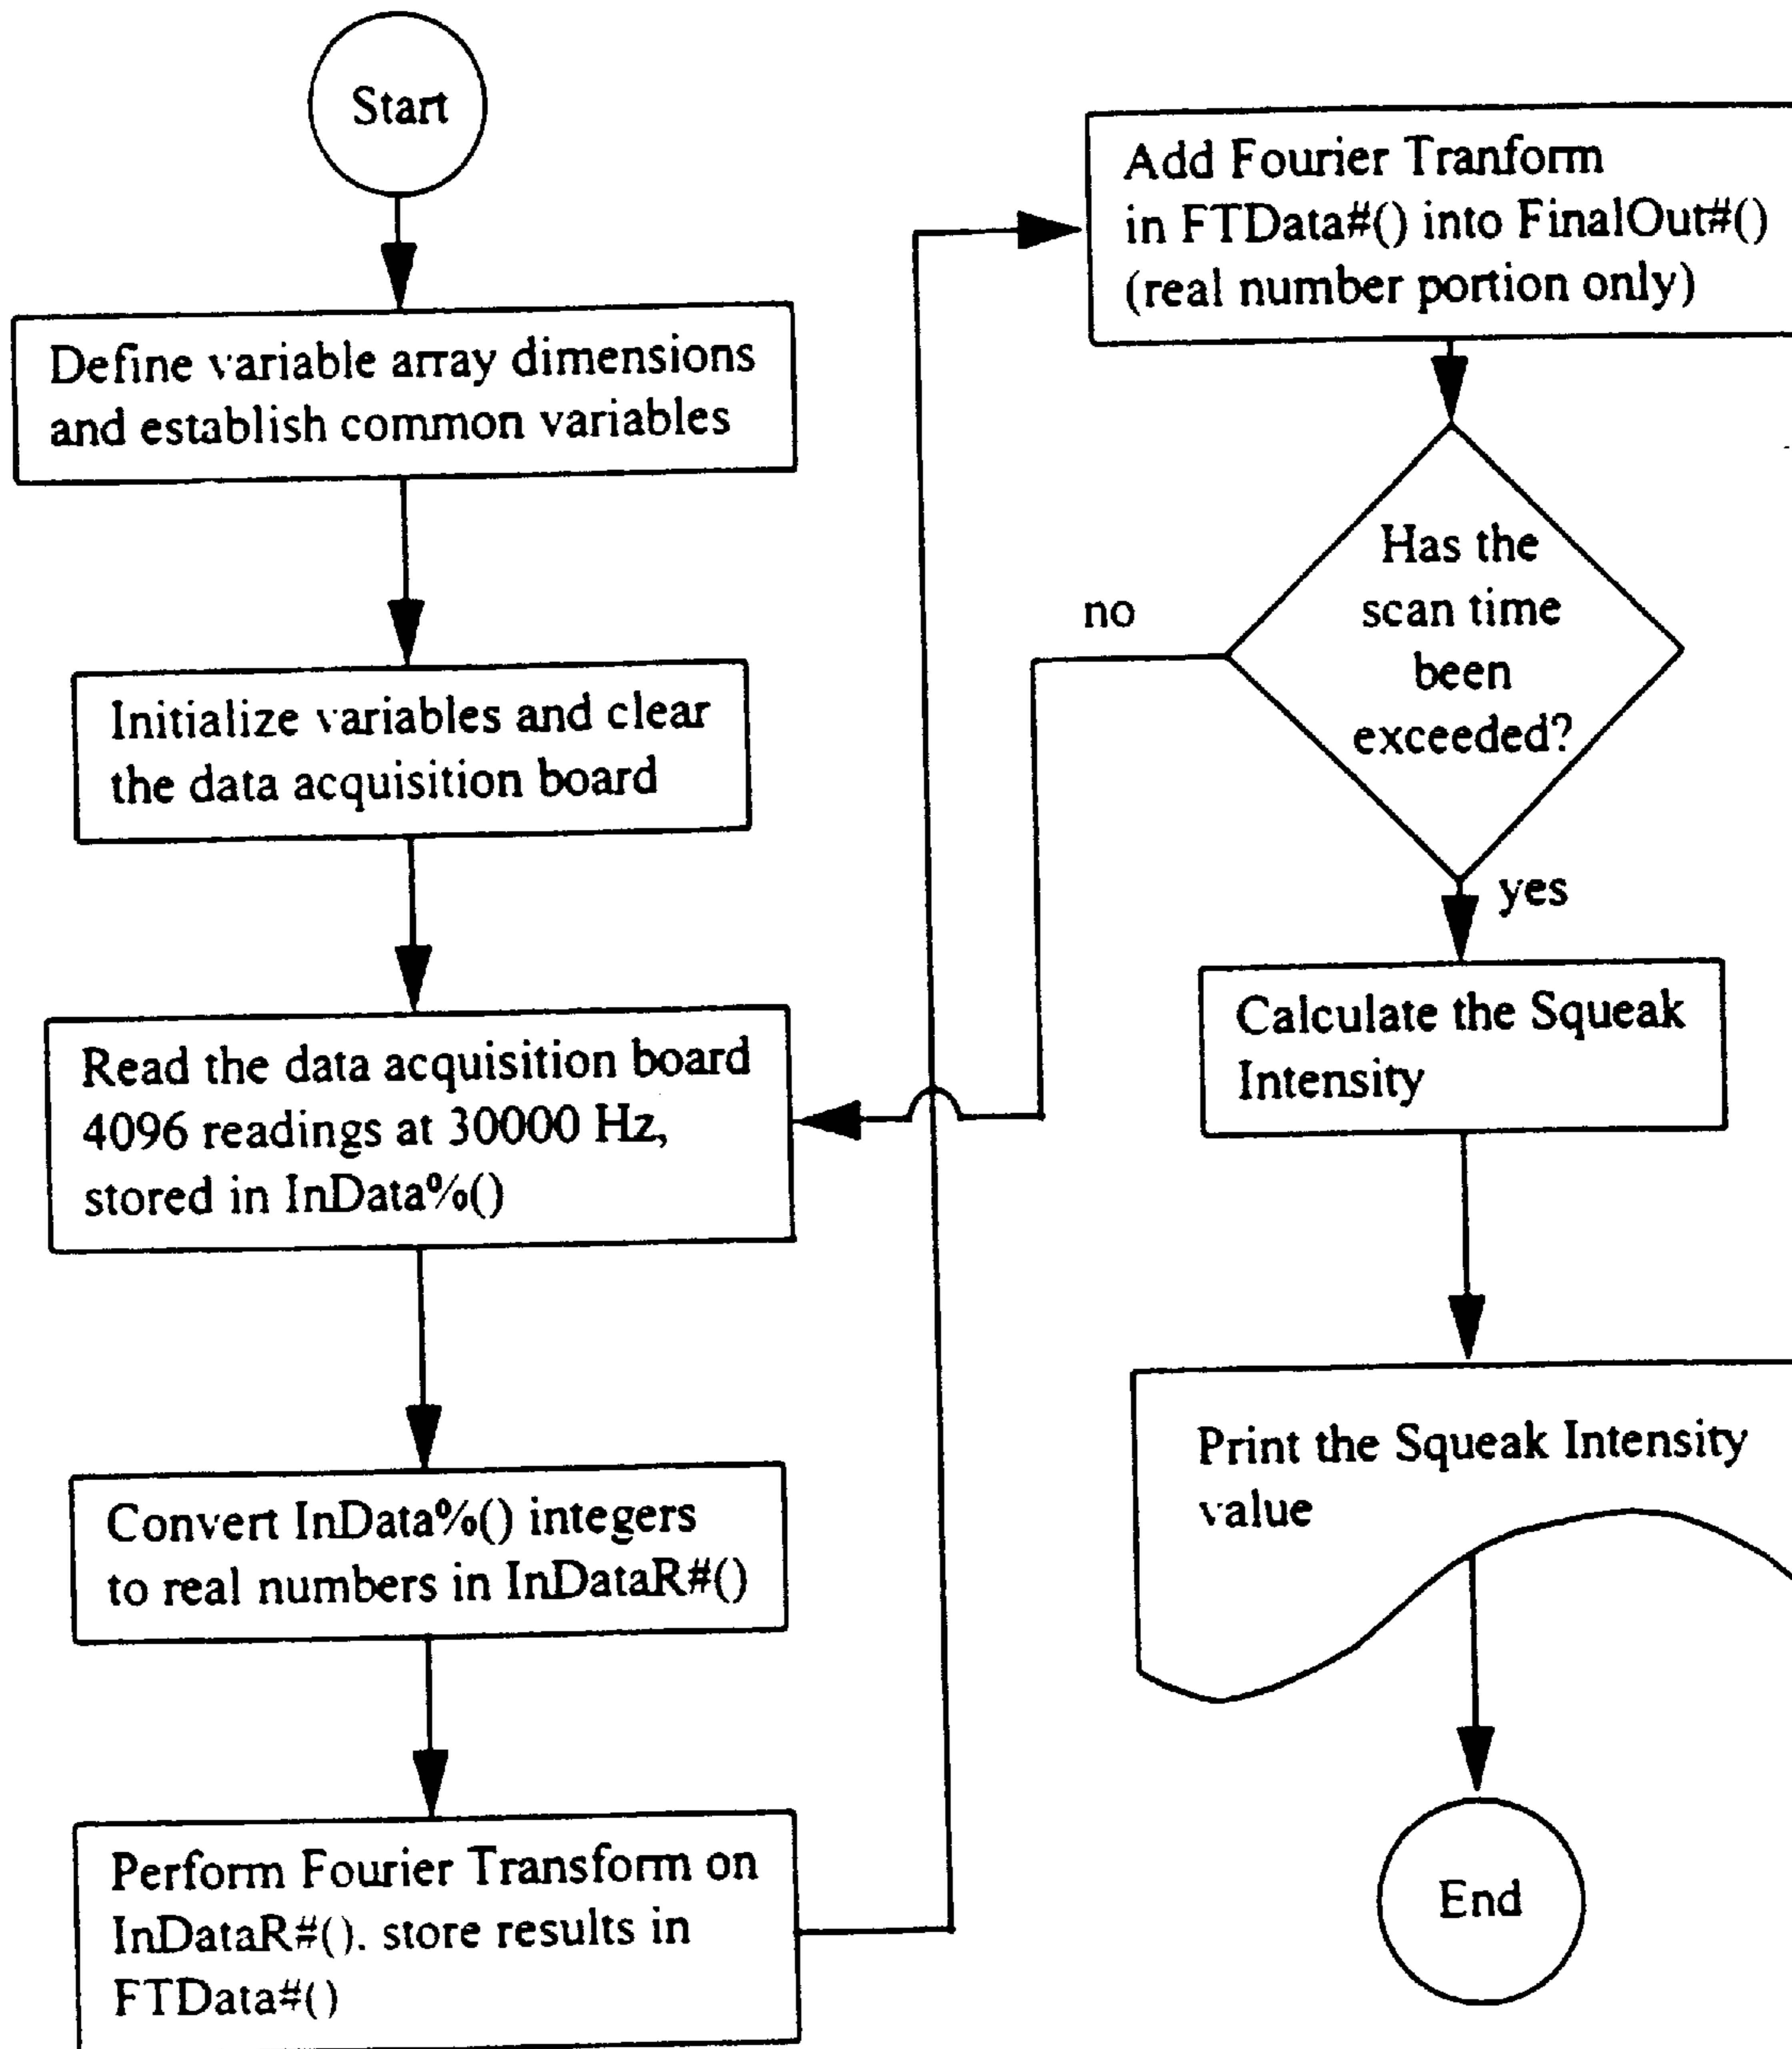 Start
Define variable array dimensions
and establish common variables
Initialize variables and clear
the data acquisition board
Read the data acquisition board
4096 readings at 30000 Hz,
stored in InData%()
Convert InData%() integers
to real numbers in InDataR#()
Perform Fourier Transform on
InDataR#(). store results in
FTData#()
Add Fourier Tranform
in FTData#() into FinalOut#()
(real number portion only)
Has the
scan time
been
exceeded?
no
yes
Calculate the Squeak
Intensity
Print the Squeak Intensity
value
End